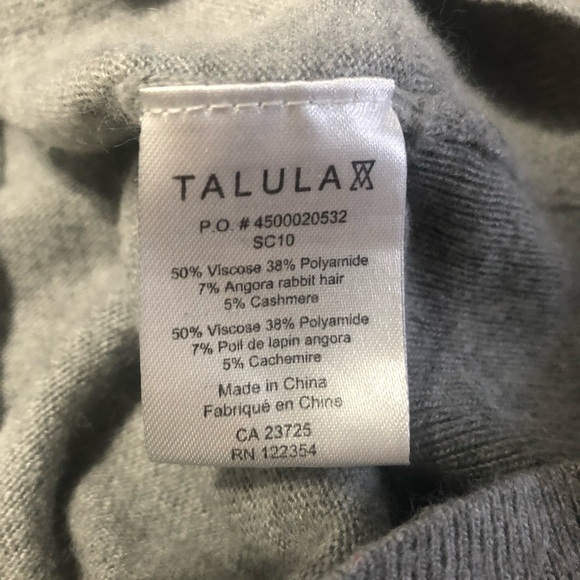 TALULA
P.O. # 4500020532
SC10
50% Viscose 38% Polyamide
7% Angora rabbit hair
5% Cashmere
50% Viscose 38% Polyamide
7% Poil de lapin angora
5% Cachemire
Made in China
Fabriqué en Chine
CA 23725
RN 122354